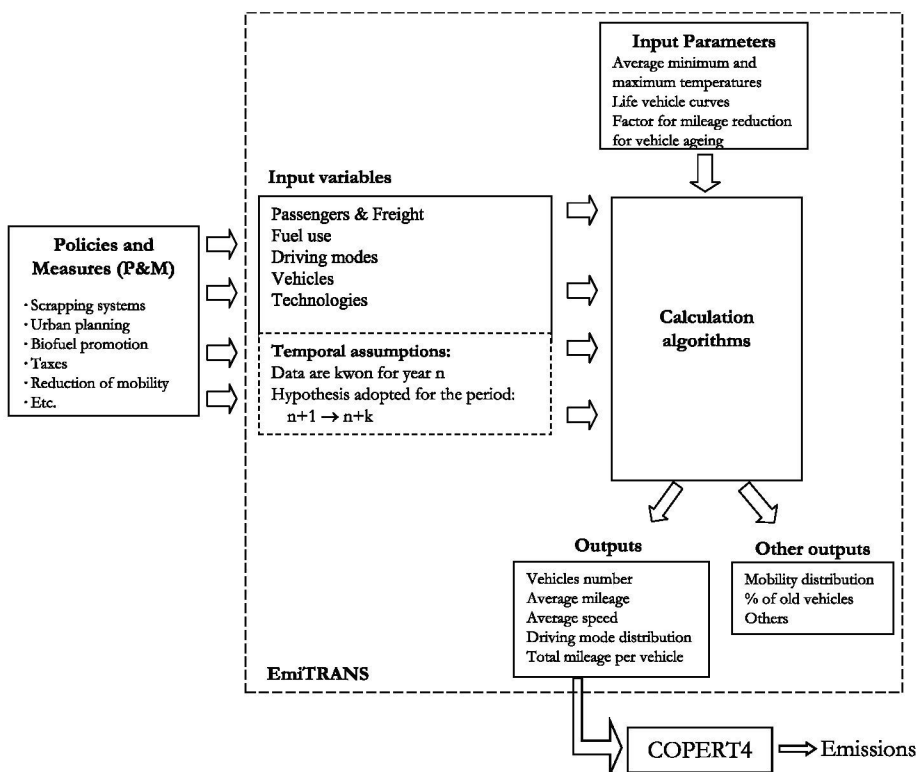 Input Parameters
Average minimum and
maximum temperatures
Life vehicle curves
Factor for mileage reduction
for vehicle ageing
Input variables
Passengers & Freight
Fuel use
Driving modes
Vehicles
Technologies
Policies and
Measures (P&M)
· Scrapping systems
· Urban planning
· Biofuel promotion
· Taxes
· Reduction of mobility
· Etc.
Temporal assumptions:
Data are kwon for year n
Hypothesis adopted for the period:
n+1 → n+k
Calculation
algorithms
Outputs
Vehicles number
Average mileage
Average speed
Driving mode distribution
Total mileage per vehicle
Other outputs
Mobility distribution
% of old vehicles
Others
EmiTRANS
COPERT4
Emissions